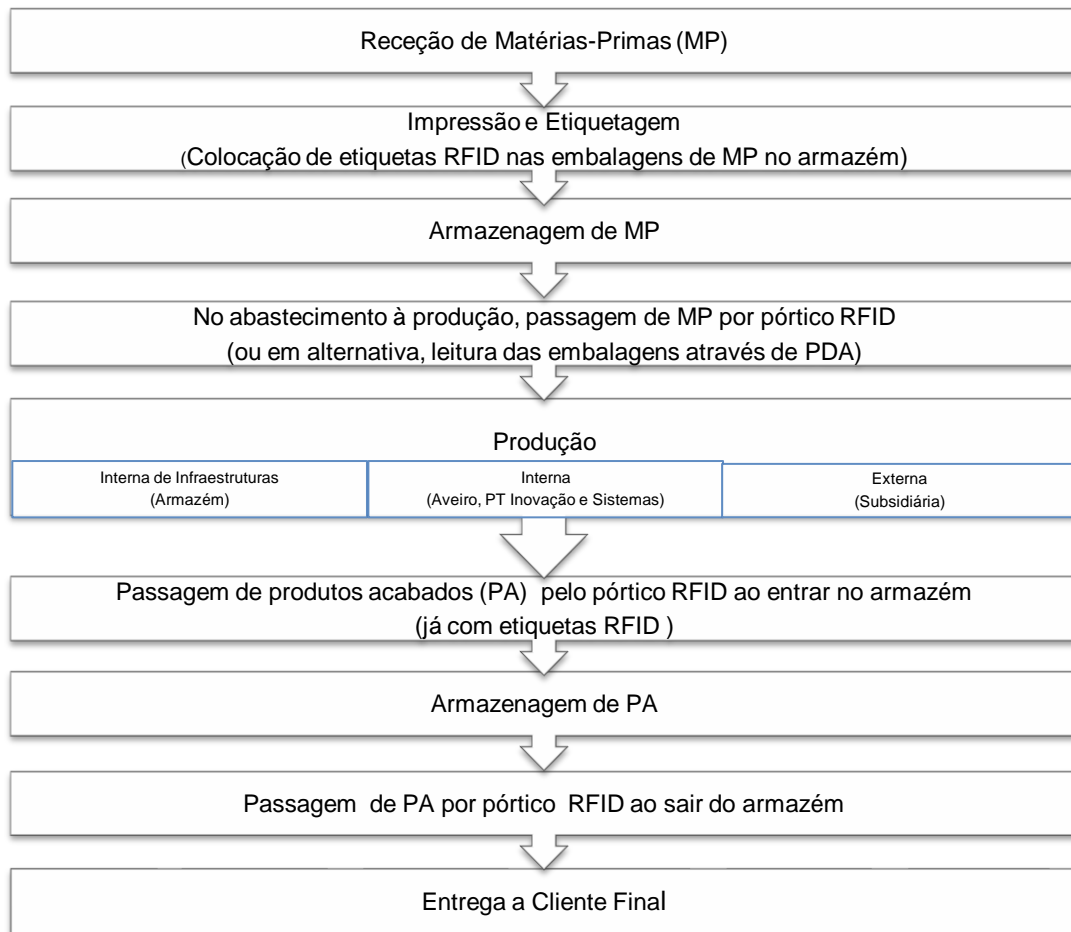 Receção de Matérias-Primas (MP)
Impressão e Etiquetagem
(Colocação de etiquetas RFID nas embalagens de MP no armazém)
Armazenagem de MP
No abastecimento à produção, passagem de MP por pórtico RFID
(ou em alternativa, leitura das embalagens através de PDA)
Produção
Interna de Infraestruturas
(Armazém)
Interna
(Aveiro, PT Inovação e Sistemas)
Externa
(Subsidiária)
Passagem de produtos acabados (PA) pelo pórtico RFID ao entrar no armazém
(já com etiquetas RFID )
Armazenagem de PA
Passagem de PA por pórtico RFID ao sair do armazém
Entrega a Cliente Final